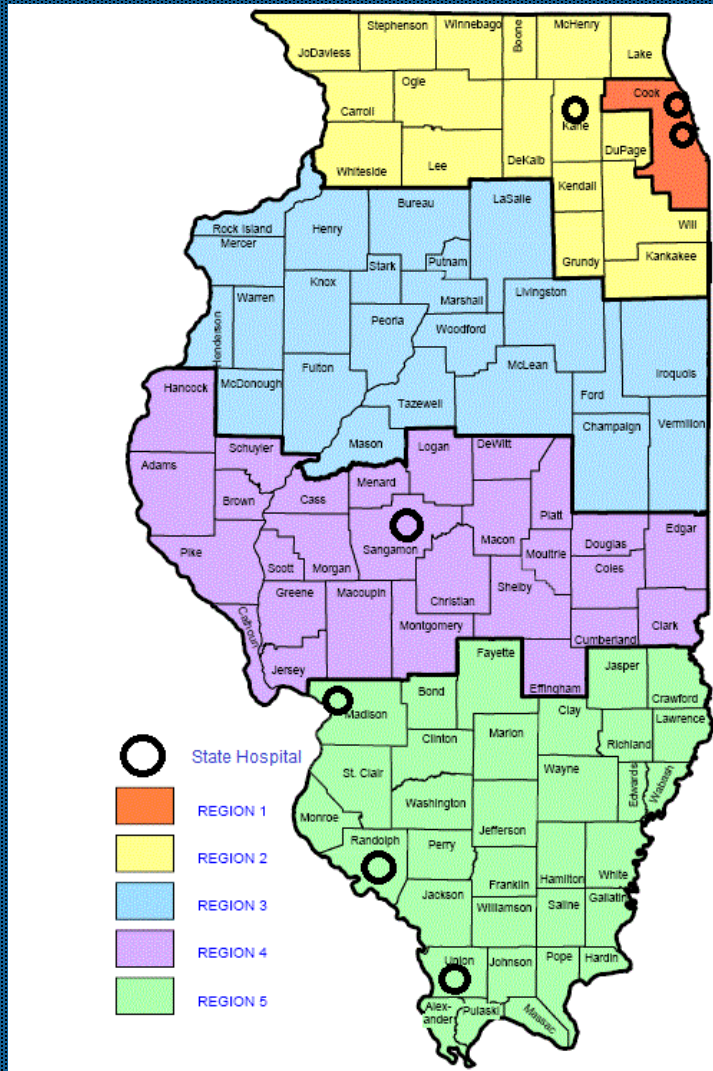 JoDaviess
Stephenson
Winnebago
Boone
McHenry
Lake
Carroll
Ogle
Kane
Cook
DuPage
Whiteside
Lee
DeKalb
Kendall
Will
Grundy
Kankakee
Rock Island
Mercer
Henry
Bureau
LaSalle
Putnam
Stark
Marshall
Henderson
Warren
Knox
Peoria
Woodford
Livingston
McDonough
Fulton
Tazewell
McLean
Ford
Iroquois
Mason
Champaign
Vermilion
Hancock
Schuyler
Logan
DeWitt
Adams
Brown
Cass
Menard
Piatt
Pike
Scott
Morgan
Sangamon
Macon
Moultrie
Douglas
Edgar
Coles
Calhoun
Greene
Macoupin
Christian
Shelby
Montgomery
Cumberland
Clark
Jersey
Effingham
Fayette
Jasper
Crawford
Madison
Bond
Clay
Lawrence
Clinton
Marion
Richland
St. Clair
Wayne
Edwards
Wabash
Washington
Monroe
Jefferson
Randolph
Perry
Hamilton
White
Jackson
Franklin
Williamson
Saline
Gallatin
Union
Johnson
Pope
Hardin
Alex-
ander
Pulaski
Massac
State Hospital
REGION 1
REGION 2
REGION 3
REGION 4
REGION 5